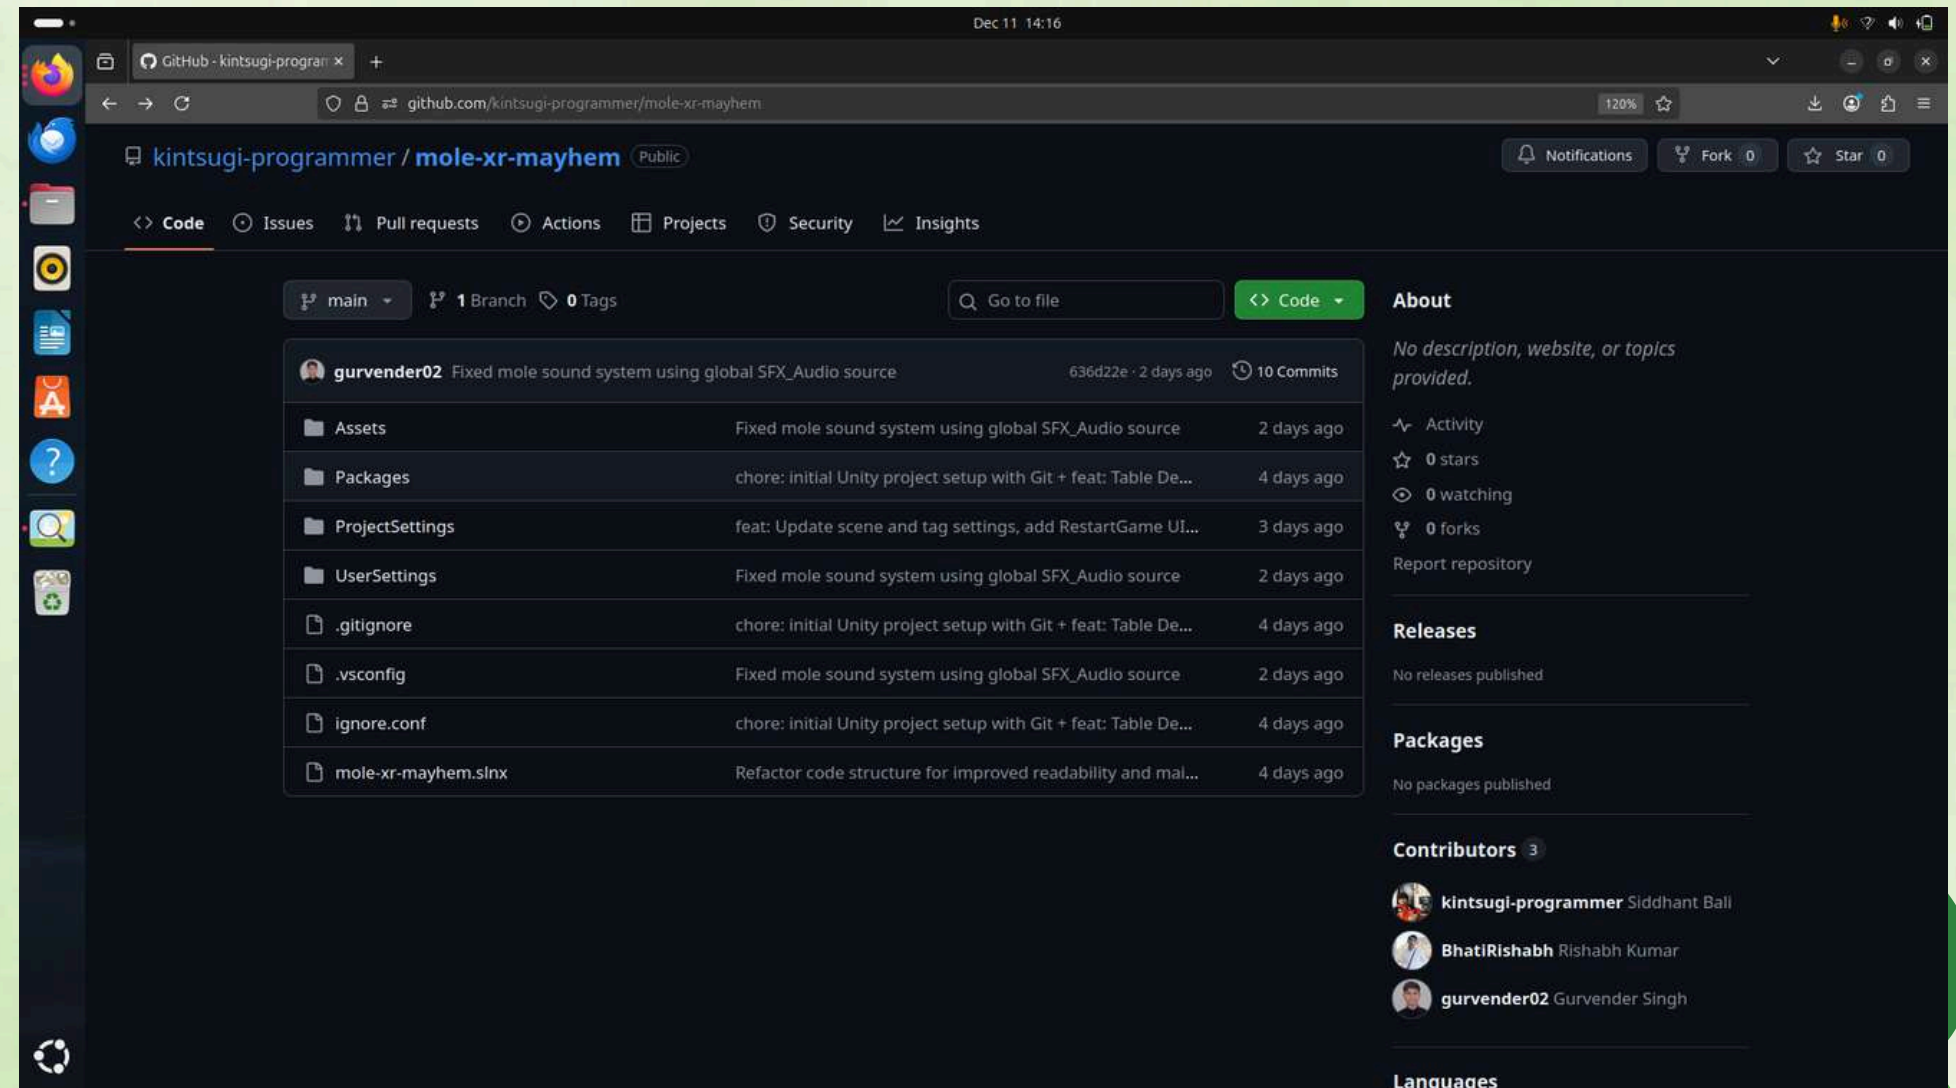 Dec 11 14:16
GitHub - kintsugi-program
github.com/kintsugi-programmer/mole-xr-mayhem
120%
kintsugi-programmer / mole-xr-mayhem Public
Notifications
Fork 0
Star 0
Code
Issues
Pull requests
Actions
Projects
Security
Insights
main
1 Branch
0 Tags
Go to file
Code
gurvender02 Fixed mole sound system using global SFX_Audio source 636d22e · 2 days ago 10 Commits
Assets Fixed mole sound system using global SFX_Audio source 2 days ago
Packages chore: initial Unity project setup with Git + feat: Table De... 4 days ago
ProjectSettings feat: Update scene and tag settings, add RestartGame UI... 3 days ago
UserSettings Fixed mole sound system using global SFX_Audio source 2 days ago
.gitignore chore: initial Unity project setup with Git + feat: Table De... 4 days ago
.vsconfig Fixed mole sound system using global SFX_Audio source 2 days ago
ignore.conf chore: initial Unity project setup with Git + feat: Table De... 4 days ago
mole-xr-mayhem.slnx Refactor code structure for improved readability and mai... 4 days ago
About
No description, website, or topics
provided.
Activity
0 stars
0 watching
0 forks
Report repository
Releases
No releases published
Packages
No packages published
Contributors 3
kintsugi-programmer Siddhant Bali
BhatiRishabh Rishabh Kumar
gurvender02 Gurvender Singh
Languages